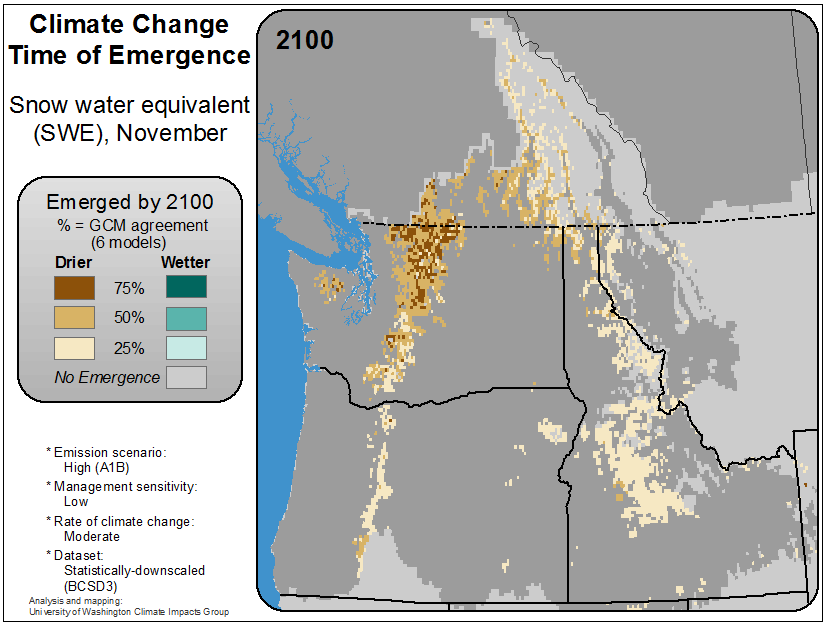 Climate Change
Time of Emergence
Snow water equivalent
(SWE), November
Emerged by 2100
% = GCM agreement
(6 models)
Drier Wetter
75%
50%
25%
No Emergence
* Emission scenario:
High (A1B)
* Management sensitivity:
Low
* Rate of climate change:
Moderate
* Dataset:
Statistically-downscaled
(BCSD3)
Analysis and mapping:
University of Washington Climate Impacts Group
2100